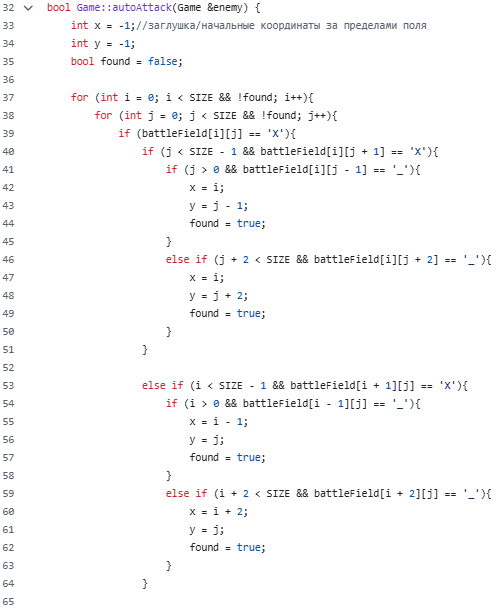 32 bool Game::autoAttack(Game &enemy) {
33     int x = -1;//заглушка/начальные координаты за пределами поля
34     int y = -1;
35     bool found = false;
36
37     for (int i = 0; i < SIZE && !found; i++){
38         for (int j = 0; j < SIZE && !found; j++){
39             if (battleField[i][j] == 'X'){
40                 if (j < SIZE - 1 && battleField[i][j + 1] == 'X'){
41                     if (j > 0 && battleField[i][j - 1] == '_'){
42                         x = i;
43                         y = j - 1;
44                         found = true;
45                     }
46                     else if (j + 2 < SIZE && battleField[i][j + 2] == '_'){
47                         x = i;
48                         y = j + 2;
49                         found = true;
50                     }
51                 }
52
53                 else if (i < SIZE - 1 && battleField[i + 1][j] == 'X'){
54                     if (i > 0 && battleField[i - 1][j] == '_'){
55                         x = i - 1;
56                         y = j;
57                         found = true;
58                     }
59                     else if (i + 2 < SIZE && battleField[i + 2][j] == '_'){
60                         x = i + 2;
61                         y = j;
62                         found = true;
63                     }
64                 }
65